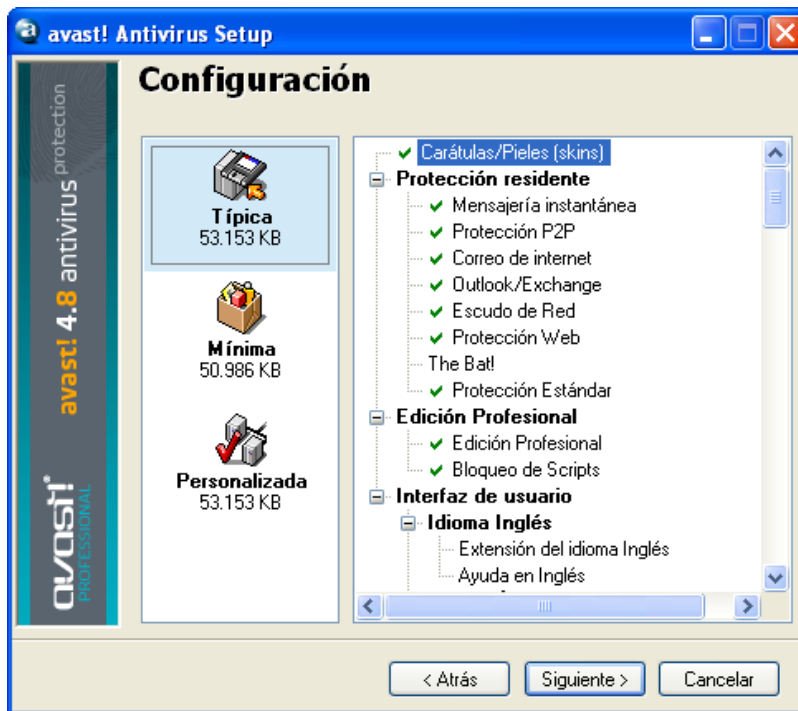 avast! Antivirus Setup
avast! 4.8 antivirus protection
avast!
PROFESSIONAL
Configuración
Típica
53.153 KB
Mínima
50.986 KB
Personalizada
53.153 KB
Carátulas/Pieles (skins)
Protección residente
Mensajería instantánea
Protección P2P
Correo de internet
Outlook/Exchange
Escudo de Red
Protección Web
The Bat!
Protección Estándar
Edición Profesional
Edición Profesional
Bloqueo de Scripts
Interfaz de usuario
Idioma Inglés
Extensión del idioma Inglés
Ayuda en Inglés
< Atrás
Siguiente >
Cancelar